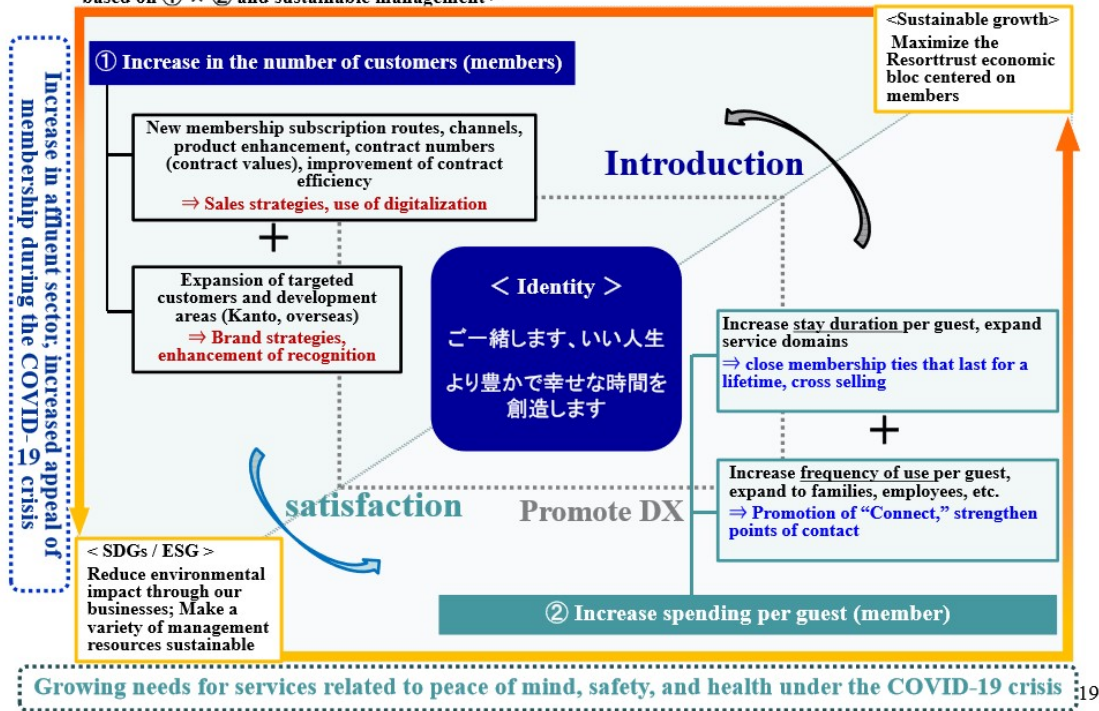 based on ① × ② and sustainable management>
<Sustainable growth>
Maximize the
Resorttrust economic
bloc centered on
members
① Increase in the number of customers (members)
New membership subscription routes, channels,
product enhancement, contract numbers
(contract values), improvement of contract
efficiency
⇒ Sales strategies, use of digitalization
+
Expansion of targeted
customers and development
areas (Kanto, overseas)
⇒ Brand strategies,
enhancement of recognition
Increase in affluent sector, increased appeal of
membership during the COVID-19 crisis
Introduction
< Identity >
ご一緒します、いい人生
より豊かで幸せな時間を
創造します
Increase stay duration per guest, expand
service domains
⇒ close membership ties that last for a
lifetime, cross selling
+
Increase frequency of use per guest,
expand to families, employees, etc.
⇒ Promotion of “Connect,” strengthen
points of contact
satisfaction
Promote DX
< SDGs / ESG >
Reduce environmental
impact through our
businesses; Make a
variety of management
resources sustainable
② Increase spending per guest (member)
Growing needs for services related to peace of mind, safety, and health under the COVID-19 crisis
19